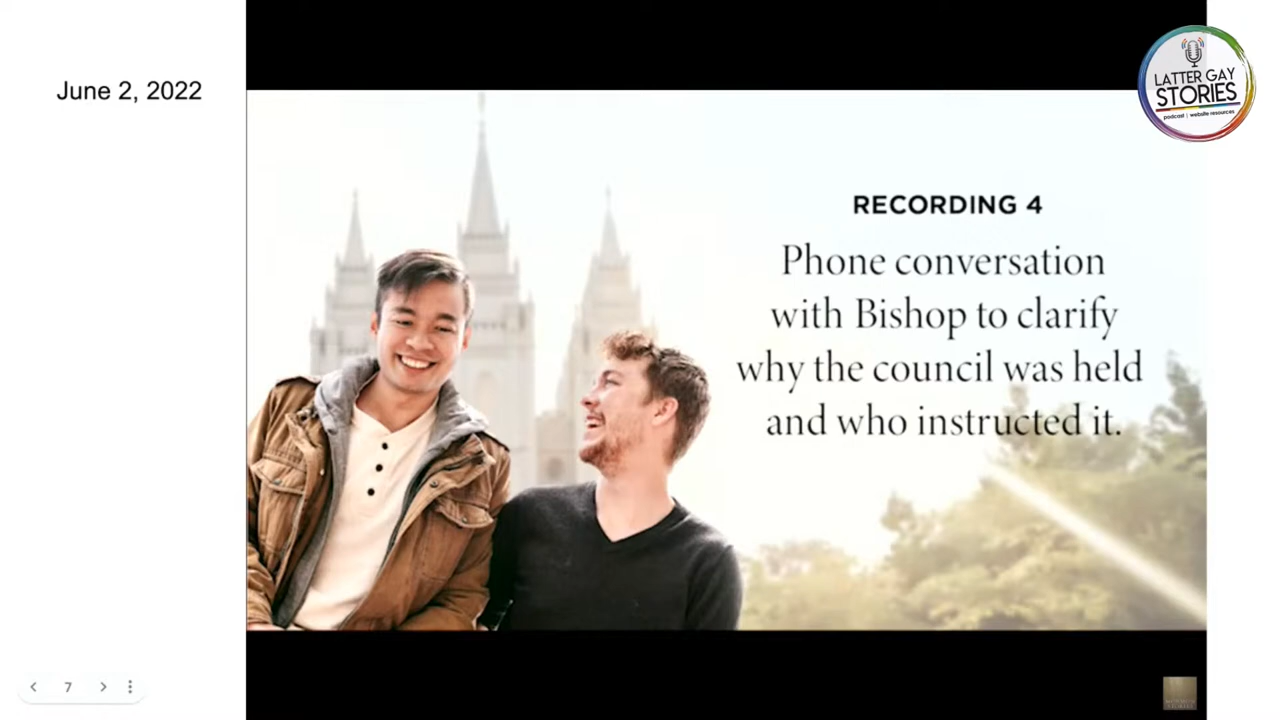 June 2, 2022
LATTER GAY
STORIES
podcast | website resources
RECORDING 4
Phone conversation
with Bishop to clarify
why the council was held
and who instructed it.
7